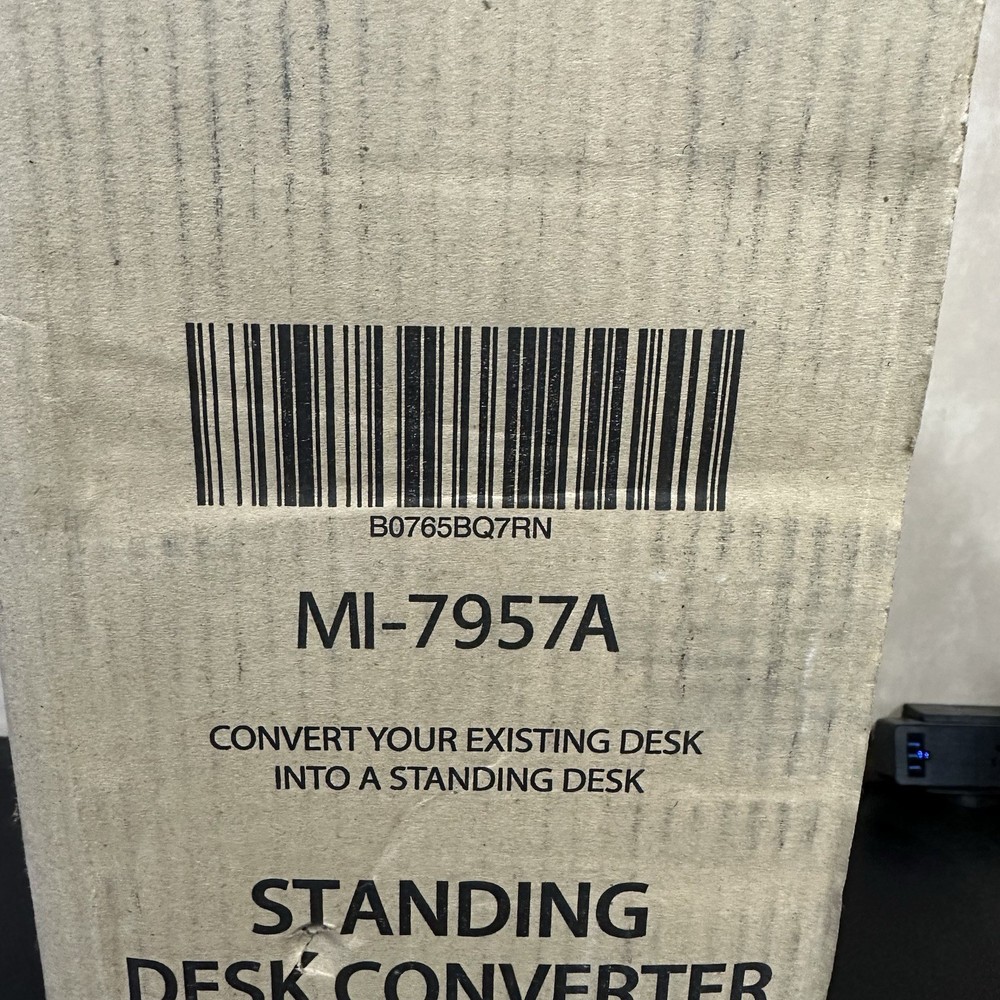 B0765BQ7RN
MI-7957A
CONVERT YOUR EXISTING DESK
INTO A STANDING DESK
STANDING
DESK CONVERTER